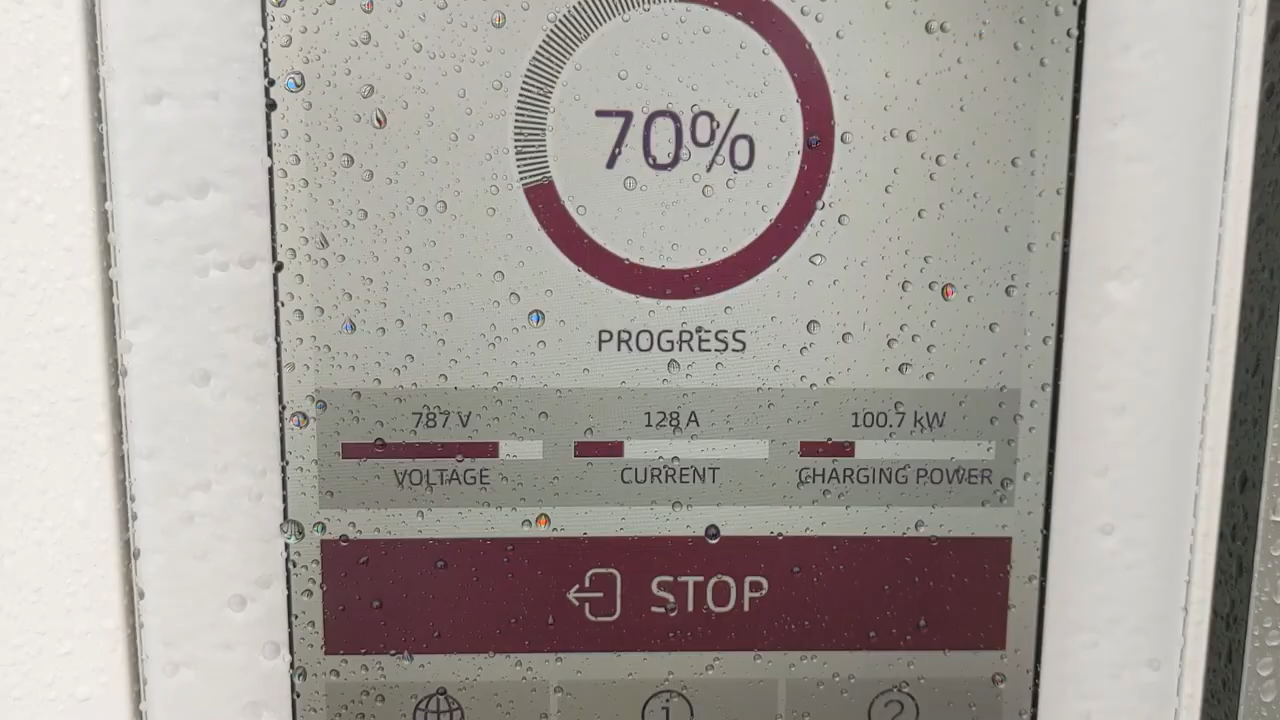 70%
PROGRESS
787 V
128 A
100.7 kW
VOLTAGE
CURRENT
CHARGING POWER
STOP
i
?